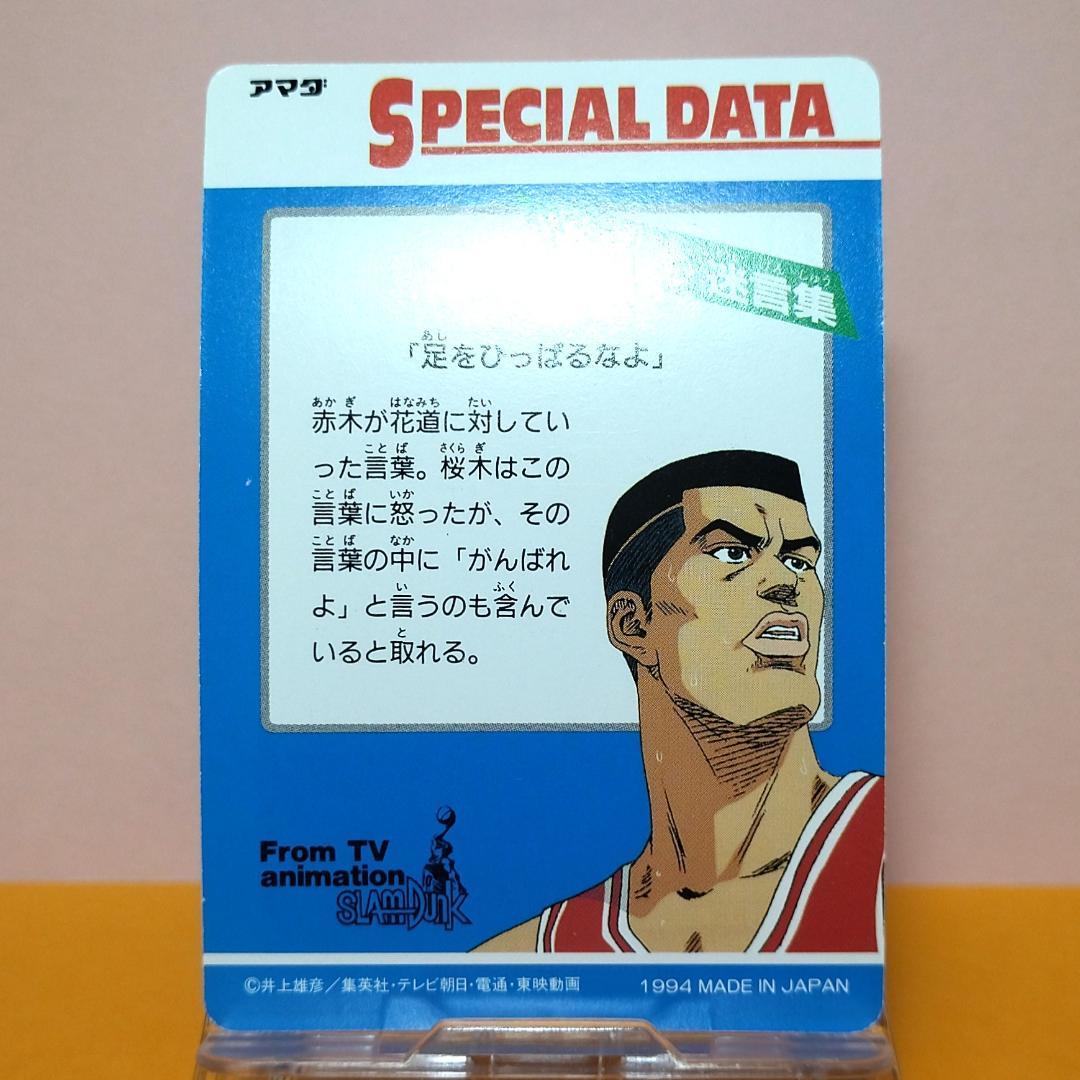 アマダ
SPECIAL DATA
迷言集
「足をひっぱるなよ」
赤木が花道に対してい
った言葉。桜木はこの
言葉に怒ったが、その
言葉の中に「がんばれ
よ」と言うのも含んで
いると取れる。
From TV
animation
SLAM DUNK
©井上雄彦／集英社・テレビ朝日・電通・東映動画
1994 MADE IN JAPAN